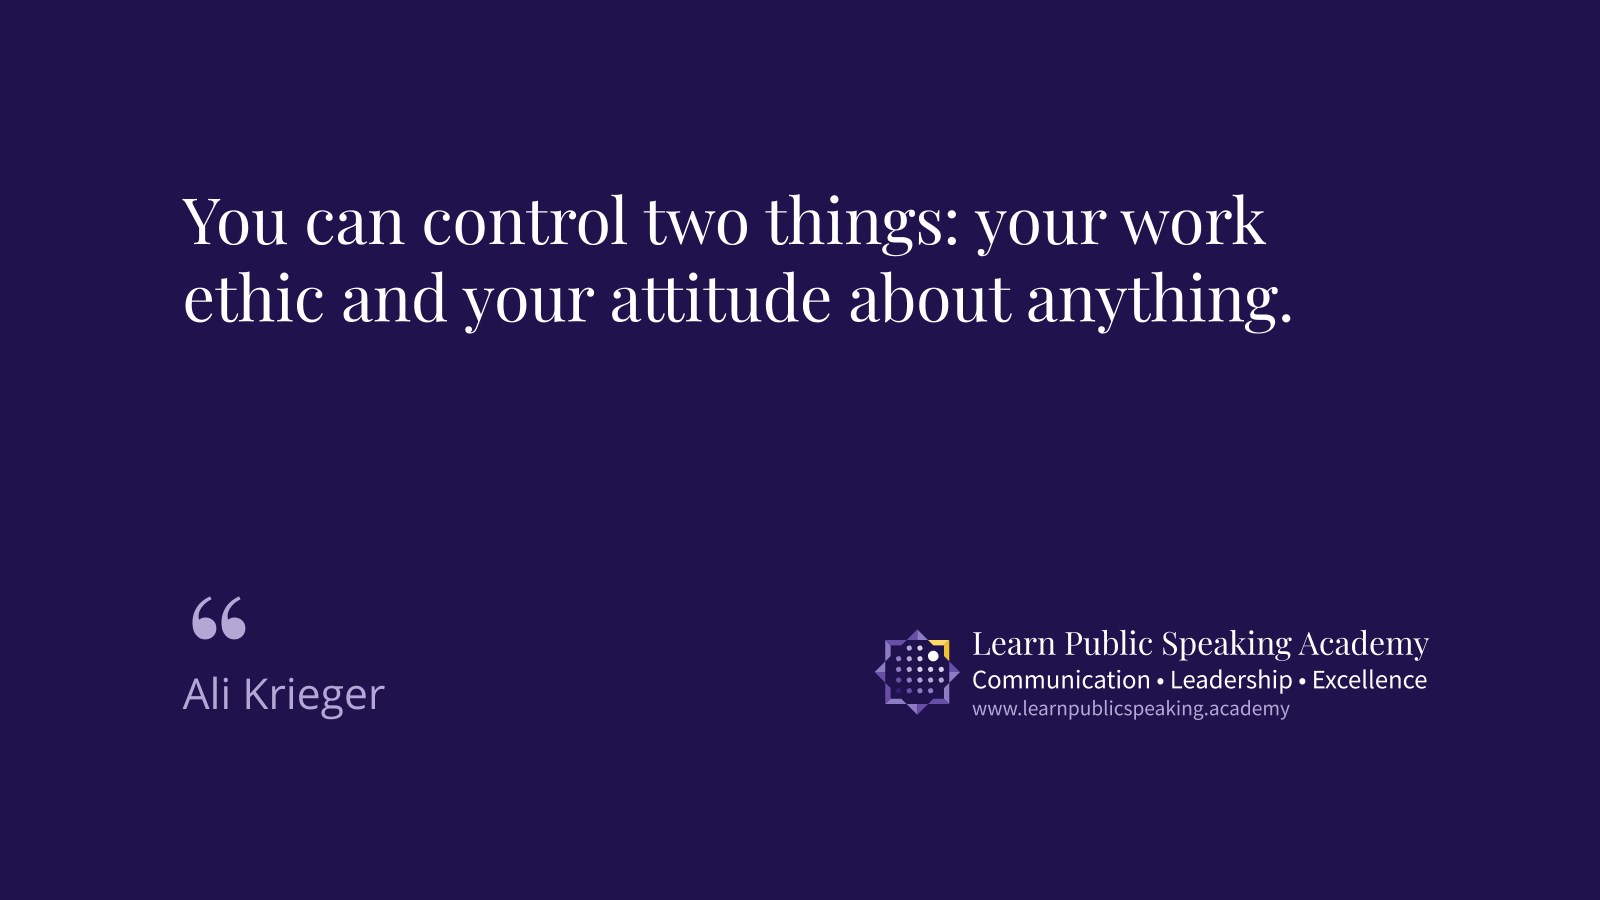 You can control two things: your work
ethic and your attitude about anything.
“
Ali Krieger
Learn Public Speaking Academy
Communication • Leadership • Excellence
www.learnpublicspeaking.academy